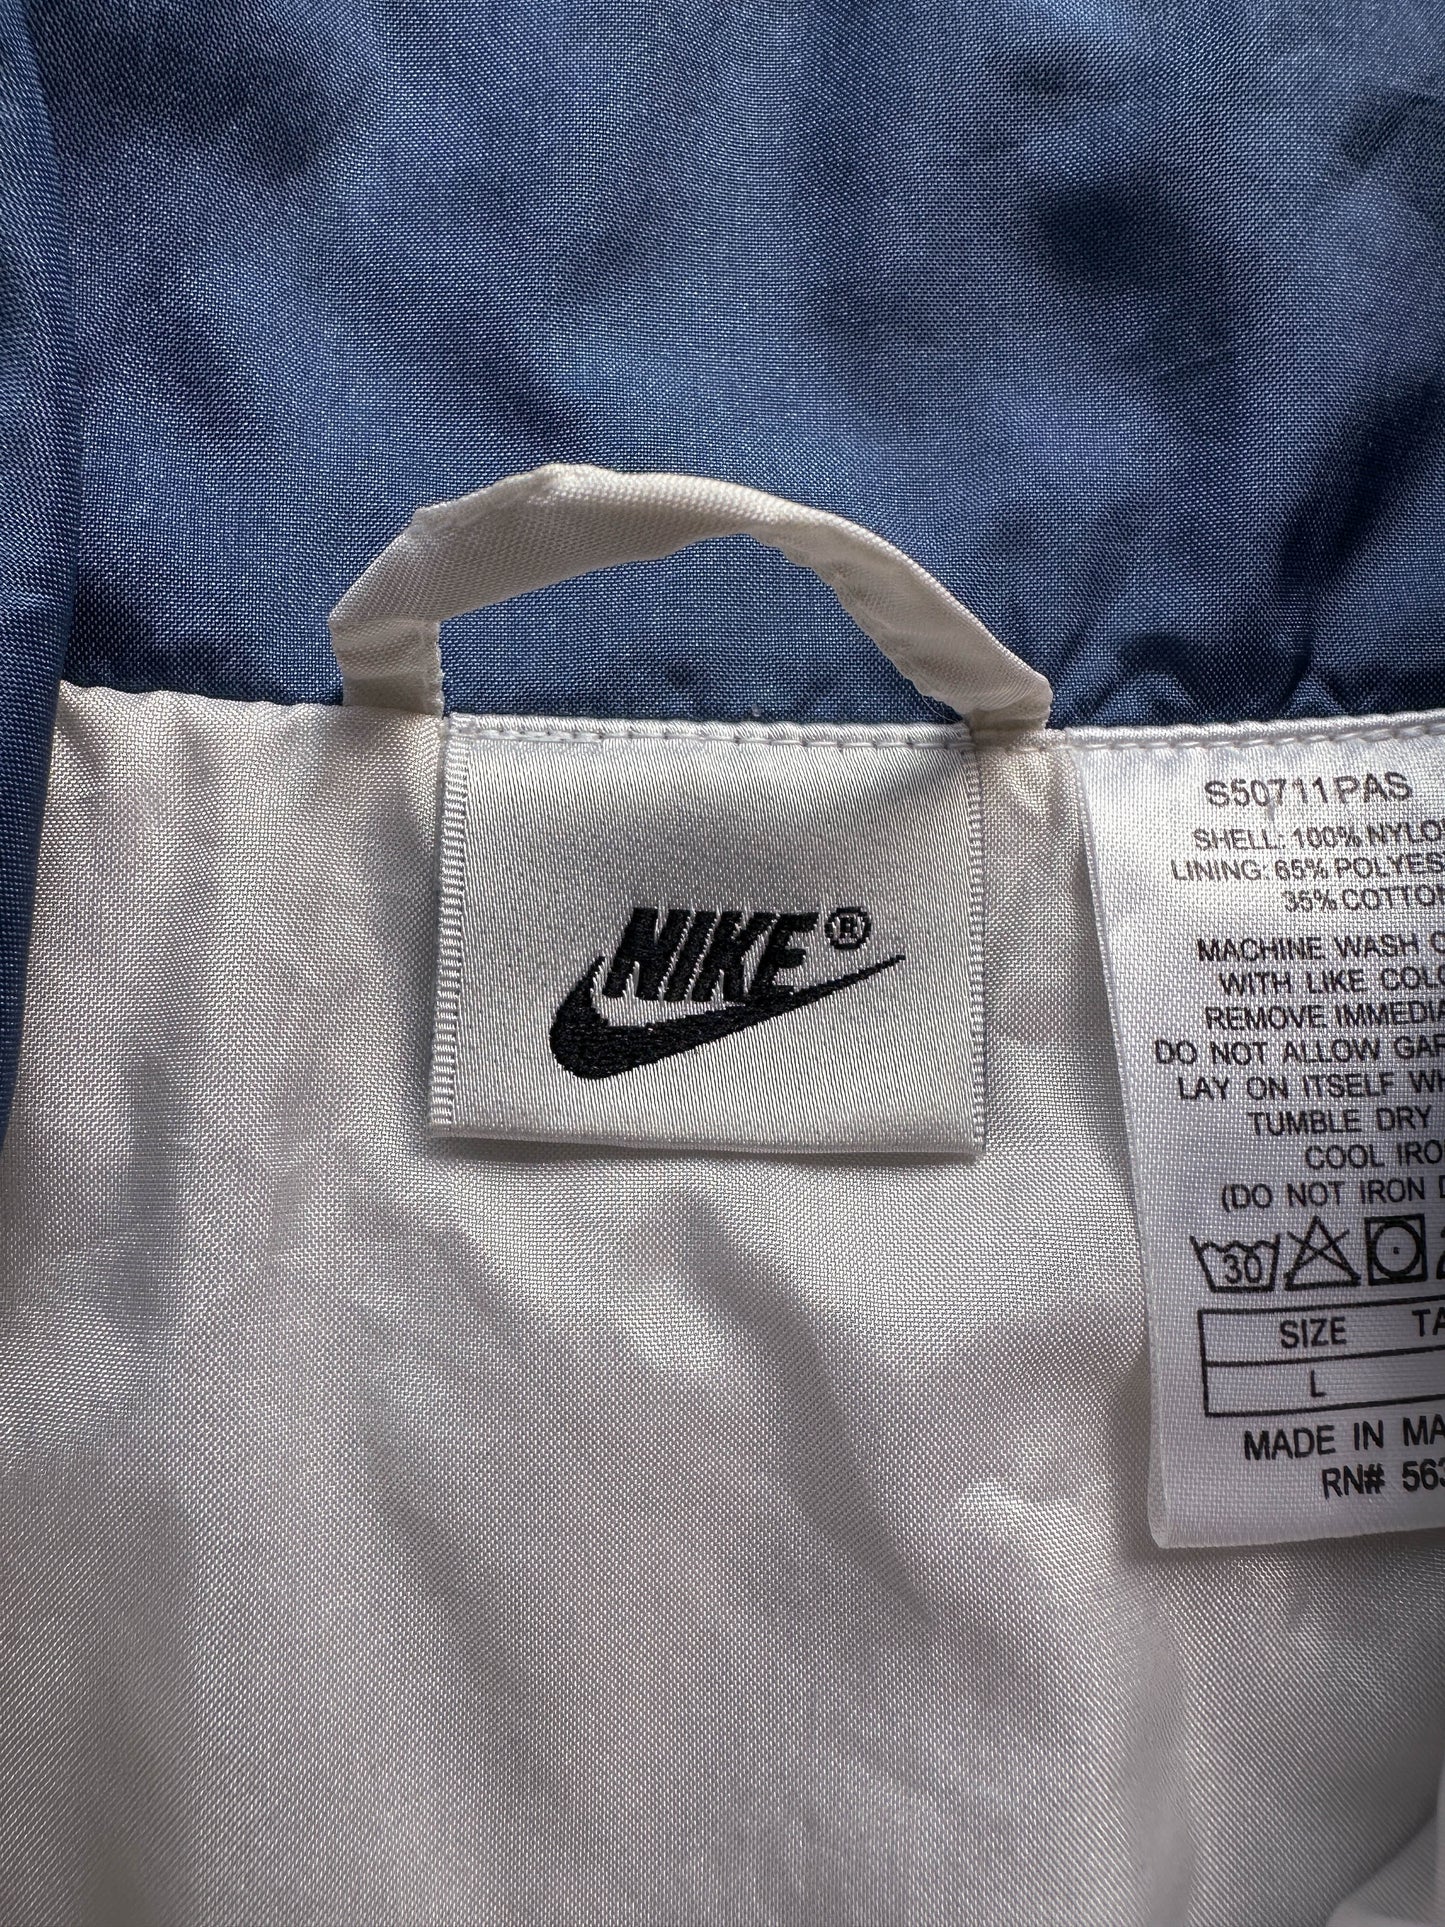 NIKE®
S50711PAS
SHELL: 100% NYLO
LINING: 65% POLYEST
35% COTTON
MACHINE WASH C
WITH LIKE COLO
REMOVE IMMEDIA
DO NOT ALLOW GAR
LAY ON ITSELF WH
TUMBLE DRY
COOL IRO
(DO NOT IRON D
30
SIZE TA
L
MADE IN MA
RN# 563